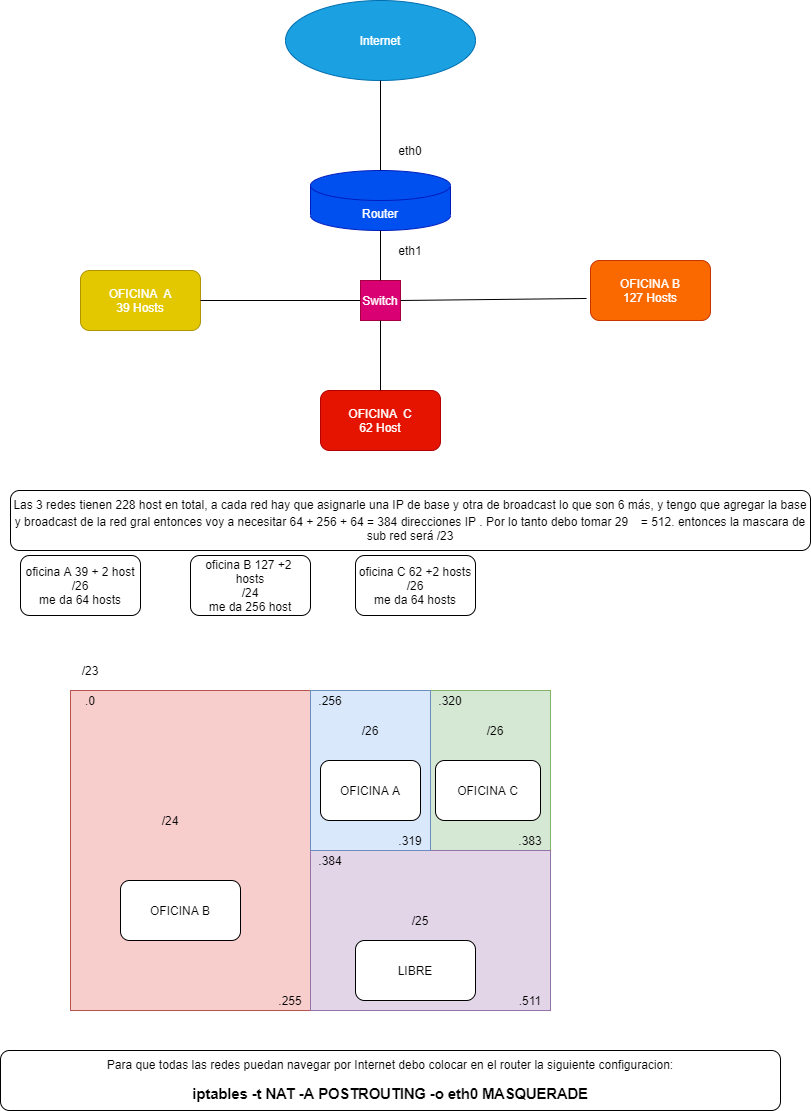 Internet
eth0
Router
eth1
OFICINA A
39 Hosts
Switch
OFICINA B
127 Hosts
OFICINA C
62 Host
Las 3 redes tienen 228 host en total, a cada red hay que asignarle una IP de base y otra de broadcast lo que son 6 más, y tengo que agregar la base
y broadcast de la red gral entonces voy a necesitar 64 + 256 + 64 = 384 direcciones IP . Por lo tanto debo tomar 29 = 512. entonces la mascara de
sub red será /23
oficina A 39 + 2 host
/26
me da 64 hosts
oficina B 127 +2
hosts
/24
me da 256 host
oficina C 62 +2 hosts
/26
me da 64 hosts
/23
.0
/24
OFICINA B
.255
.256
/26
OFICINA A
.319
.320
/26
OFICINA C
.383
.384
/25
LIBRE
.511
Para que todas las redes puedan navegar por Internet debo colocar en el router la siguiente configuracion:
iptables -t NAT -A POSTROUTING -o eth0 MASQUERADE